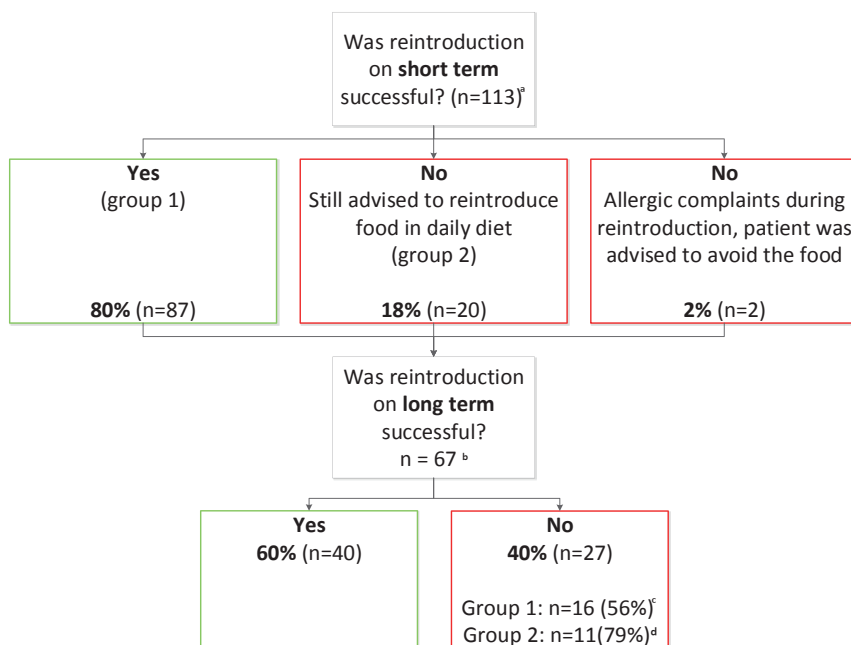 Was reintroduction
on short term
successful? (n=113)ᵃ
Yes
(group 1)
80% (n=87)
No
Still advised to reintroduce
food in daily diet
(group 2)
18% (n=20)
No
Allergic complaints during
reintroduction, patient was
advised to avoid the food
2% (n=2)
Was reintroduction
on long term
successful?
n = 67 ᵇ
Yes
60% (n=40)
No
40% (n=27)
Group 1: n=16 (56%)ᶜ
Group 2: n=11(79%)ᵈ